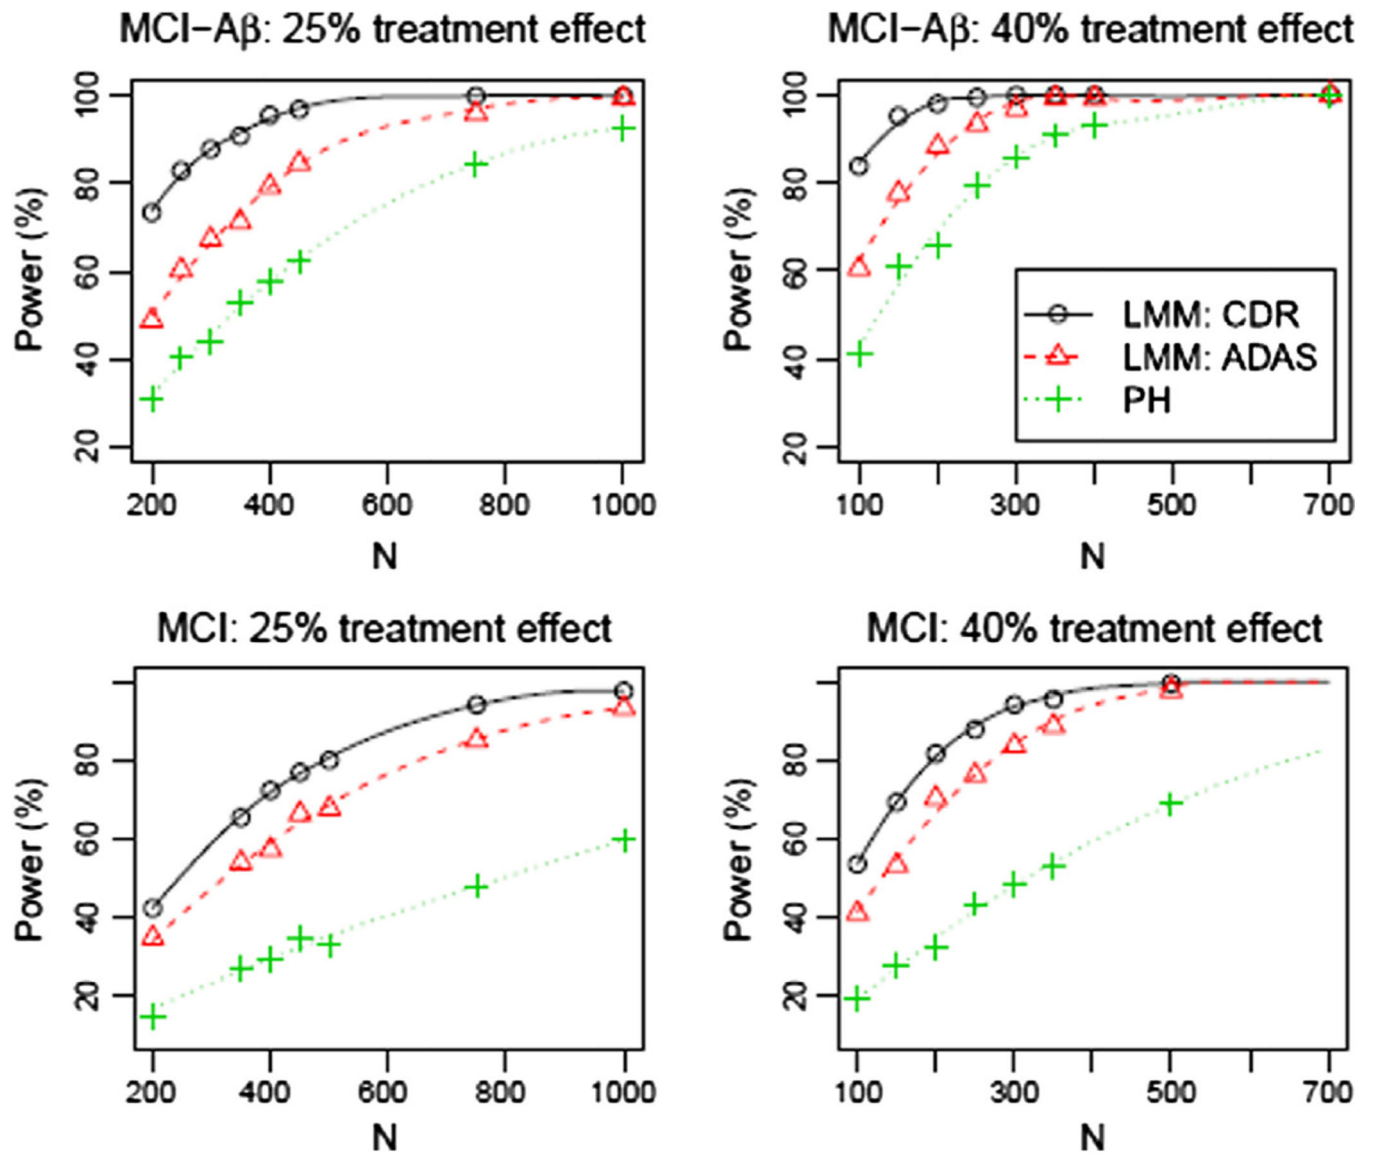 MCI−Aβ: 25% treatment effect
Power (%)
100
80
60
40
20
200 400 600 800 1000
N
MCI−Aβ: 40% treatment effect
Power (%)
100
80
60
40
20
LMM: CDR
LMM: ADAS
PH
100 300 500 700
N
MCI: 25% treatment effect
Power (%)
80
60
40
20
200 400 600 800 1000
N
MCI: 40% treatment effect
Power (%)
80
60
40
20
100 300 500 700
N